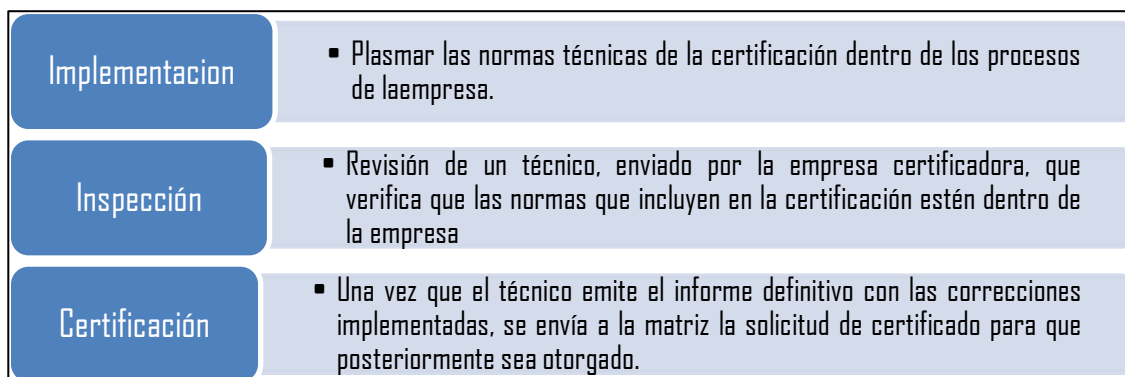 Implementacion
▪ Plasmar las normas técnicas de la certificación dentro de los procesos
de laempresa.
Inspección
▪ Revisión de un técnico, enviado por la empresa certificadora, que
verifica que las normas que incluyen en la certificación estén dentro de
la empresa
Certificación
▪ Una vez que el técnico emite el informe definitivo con las correcciones
implementadas, se envía a la matriz la solicitud de certificado para que
posteriormente sea otorgado.